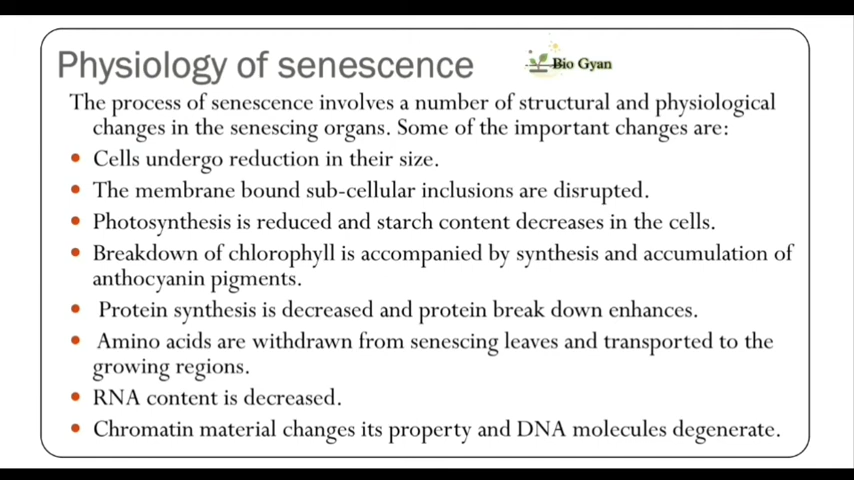 Physiology of senescence
Bio Gyan
The process of senescence involves a number of structural and physiological
changes in the senescing organs. Some of the important changes are:
• Cells undergo reduction in their size.
• The membrane bound sub-cellular inclusions are disrupted.
• Photosynthesis is reduced and starch content decreases in the cells.
• Breakdown of chlorophyll is accompanied by synthesis and accumulation of
anthocyanin pigments.
• Protein synthesis is decreased and protein break down enhances.
• Amino acids are withdrawn from senescing leaves and transported to the
growing regions.
• RNA content is decreased.
• Chromatin material changes its property and DNA molecules degenerate.